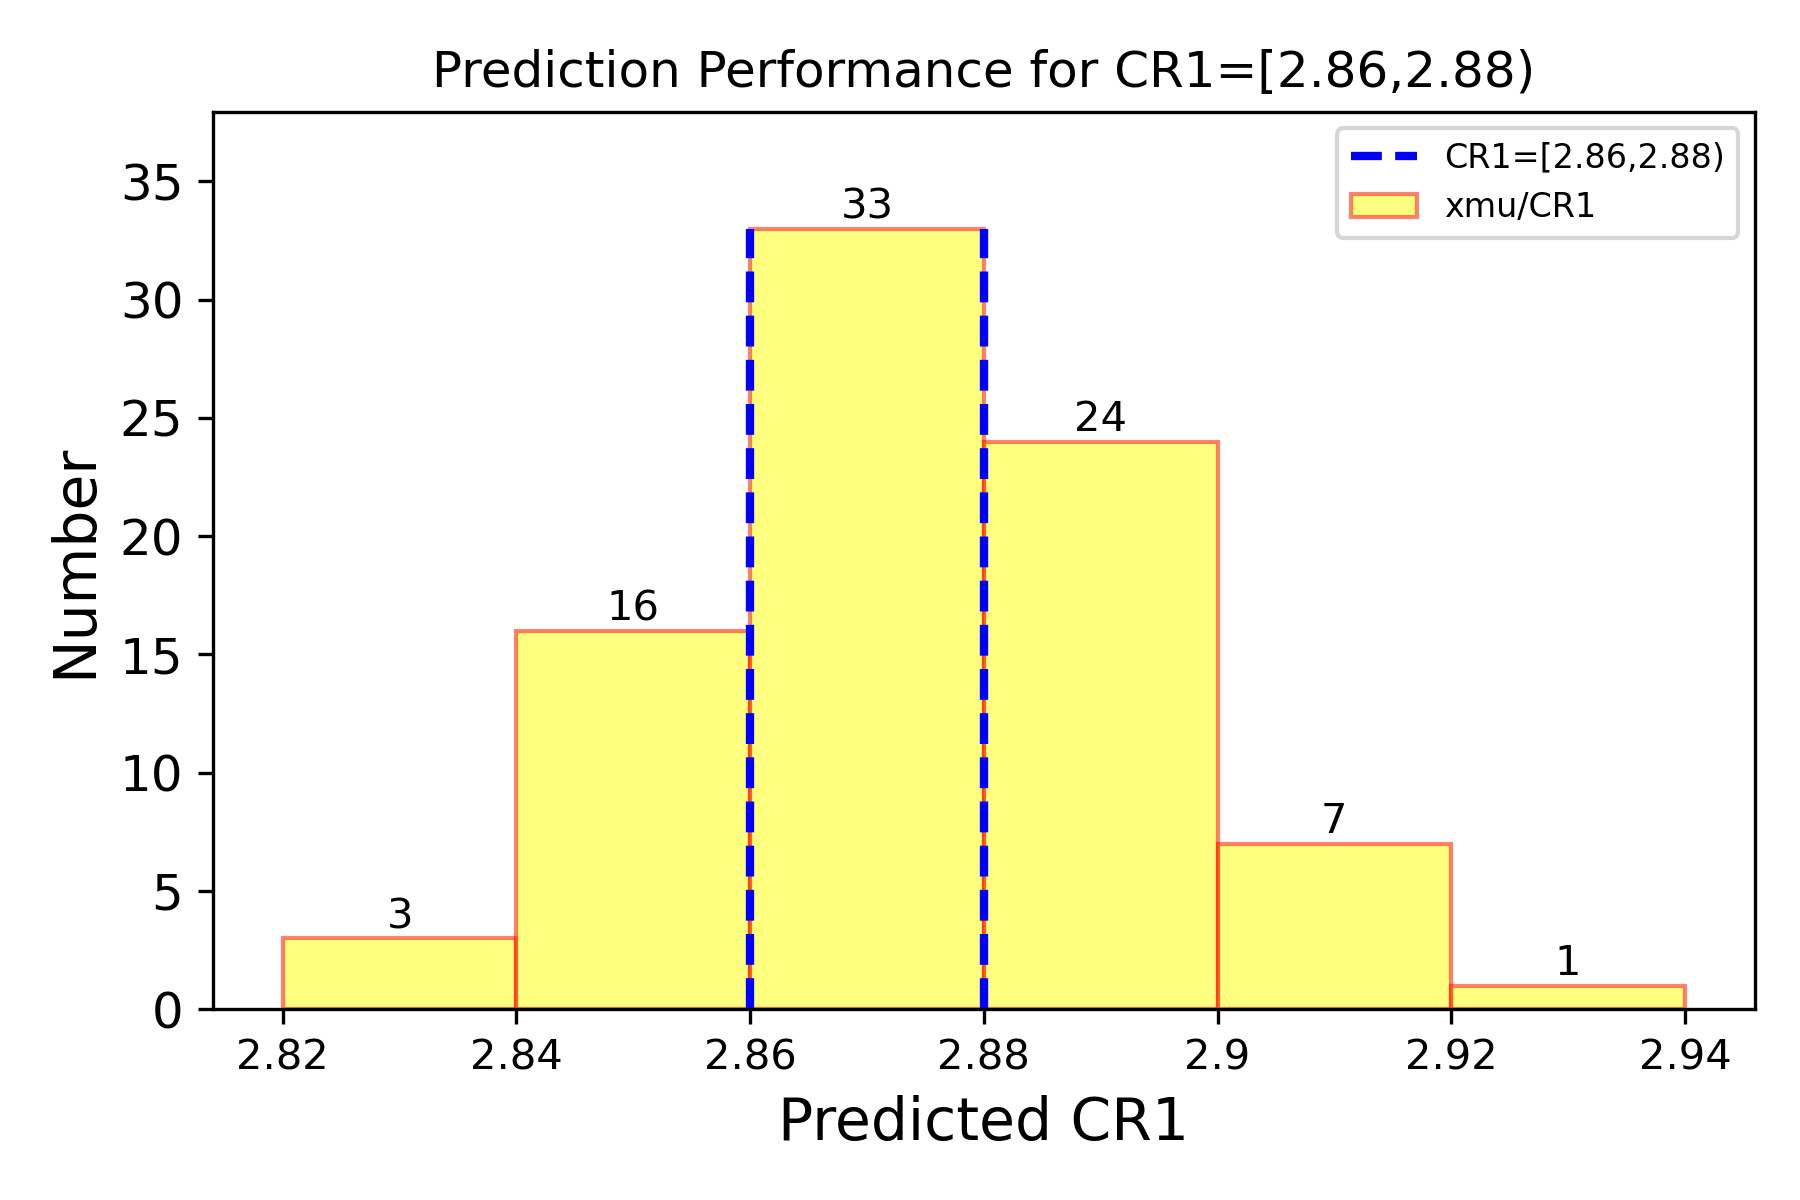 Prediction Performance for CR1=[2.86,2.88)
CR1=[2.86,2.88)
xmu/CR1
Number
35
30
25
20
15
10
5
0
3
16
33
24
7
1
2.82 2.84 2.86 2.88 2.9 2.92 2.94
Predicted CR1